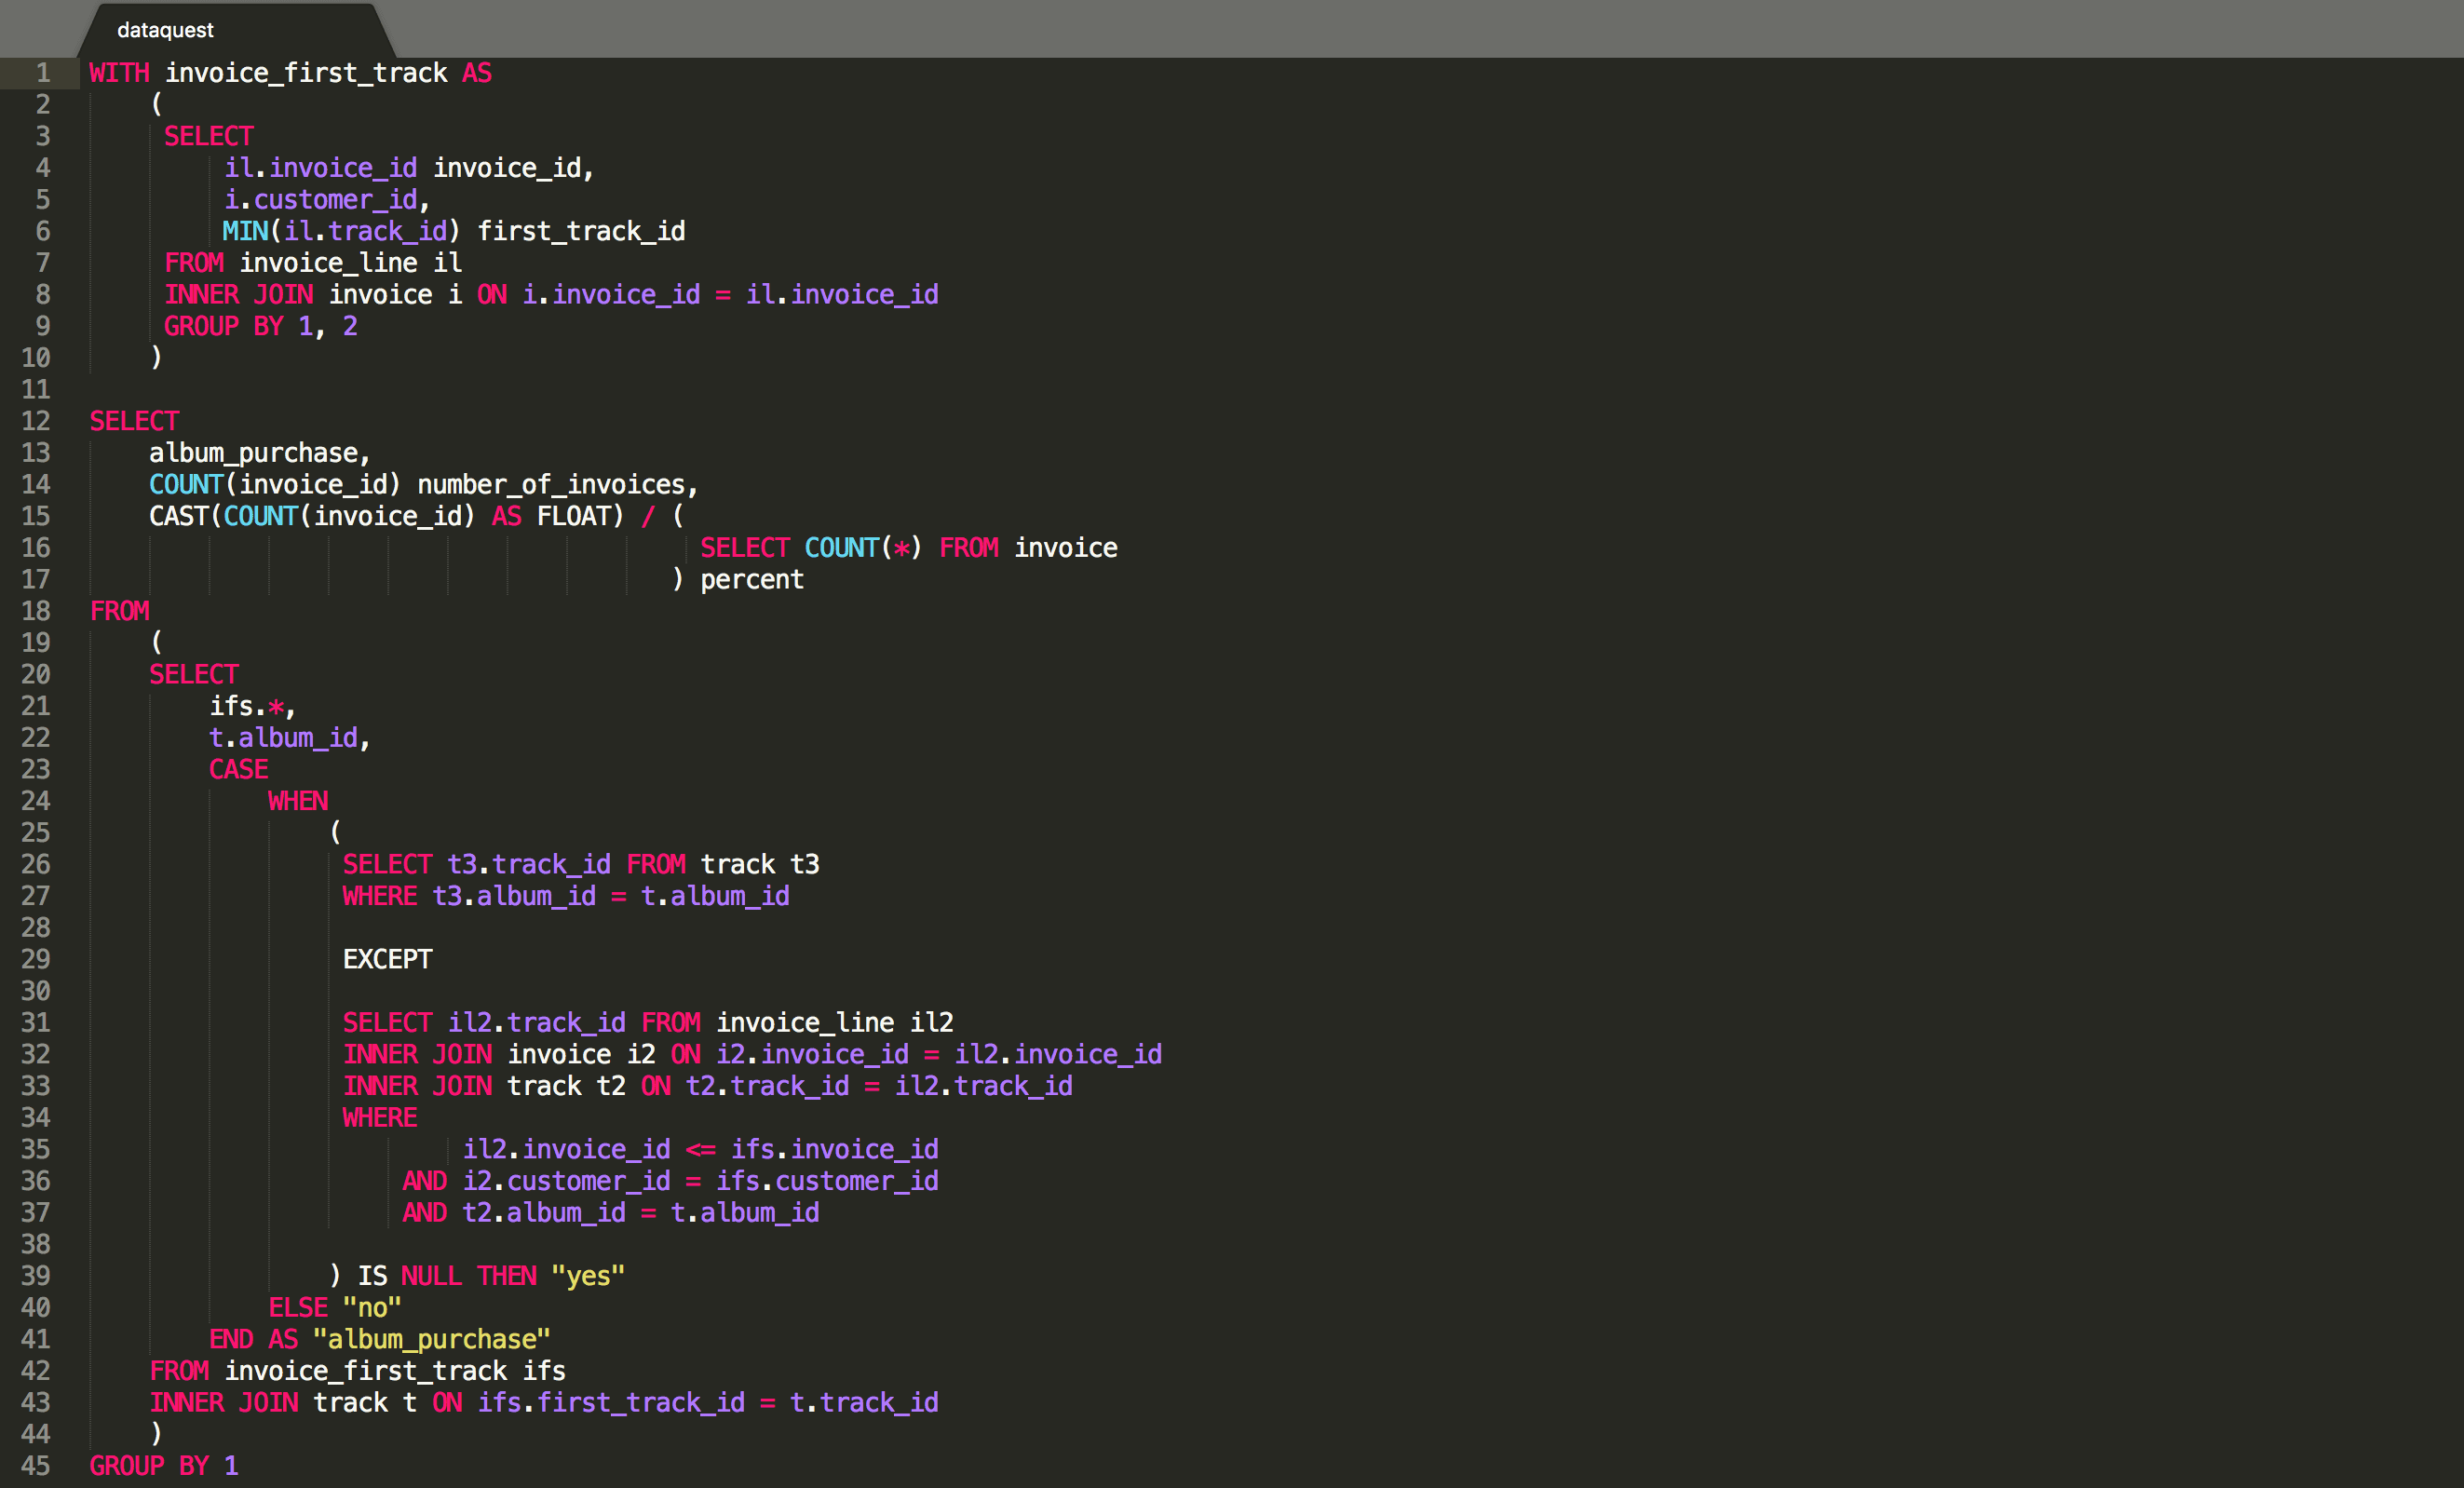 dataquest
1 WITH invoice_first_track AS
2 (
3 SELECT
4 il.invoice_id invoice_id,
5 i.customer_id,
6 MIN(il.track_id) first_track_id
7 FROM invoice_line il
8 INNER JOIN invoice i ON i.invoice_id = il.invoice_id
9 GROUP BY 1, 2
10 )
11
12 SELECT
13 album_purchase,
14 COUNT(invoice_id) number_of_invoices,
15 CAST(COUNT(invoice_id) AS FLOAT) / (
16 SELECT COUNT(*) FROM invoice
17 ) percent
18 FROM
19 (
20 SELECT
21 ifs.*,
22 t.album_id,
23 CASE
24 WHEN
25 (
26 SELECT t3.track_id FROM track t3
27 WHERE t3.album_id = t.album_id
28
29 EXCEPT
30
31 SELECT il2.track_id FROM invoice_line il2
32 INNER JOIN invoice i2 ON i2.invoice_id = il2.invoice_id
33 INNER JOIN track t2 ON t2.track_id = il2.track_id
34 WHERE
35 il2.invoice_id <= ifs.invoice_id
36 AND i2.customer_id = ifs.customer_id
37 AND t2.album_id = t.album_id
38
39 ) IS NULL THEN "yes"
40 ELSE "no"
41 END AS "album_purchase"
42 FROM invoice_first_track ifs
43 INNER JOIN track t ON ifs.first_track_id = t.track_id
44 )
45 GROUP BY 1